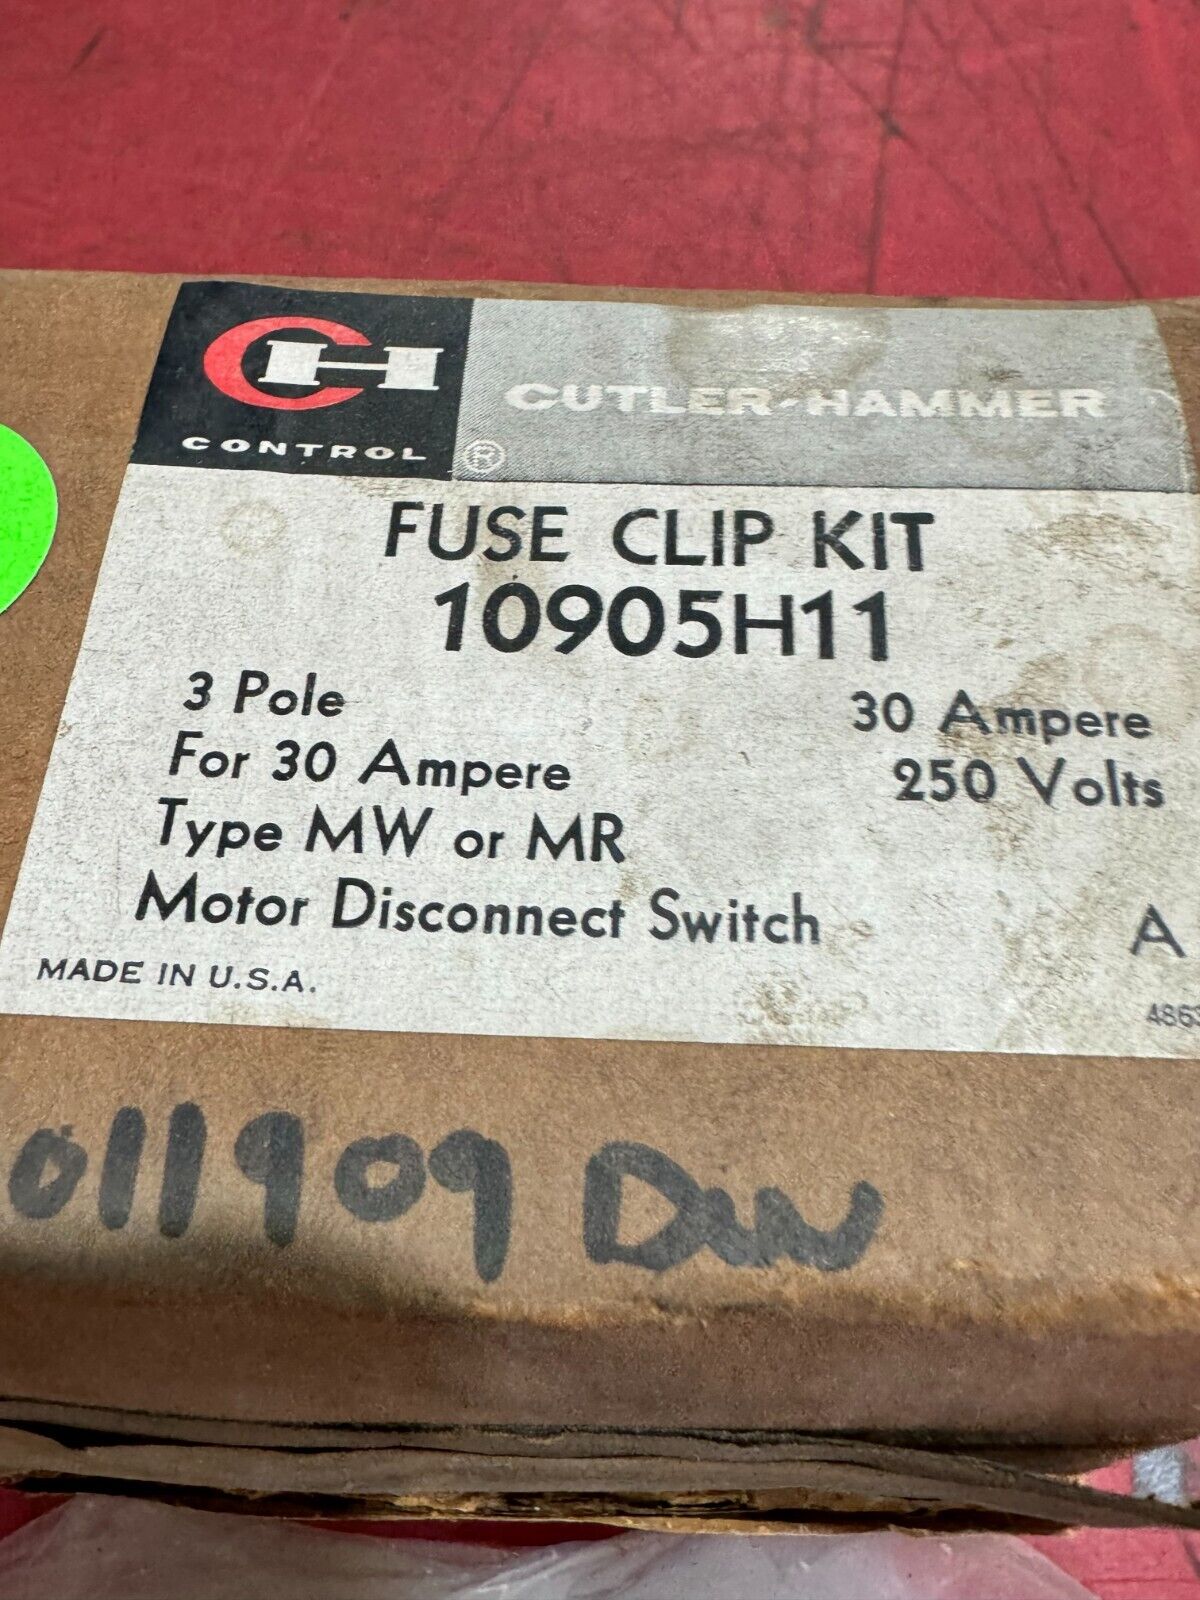 CH
CONTROL ®
CUTLER-HAMMER
FUSE CLIP KIT
10905H11
3 Pole
30 Ampere
For 30 Ampere
250 Volts
Type MW or MR
Motor Disconnect Switch
A
MADE IN U.S.A.
4863
011909 DW